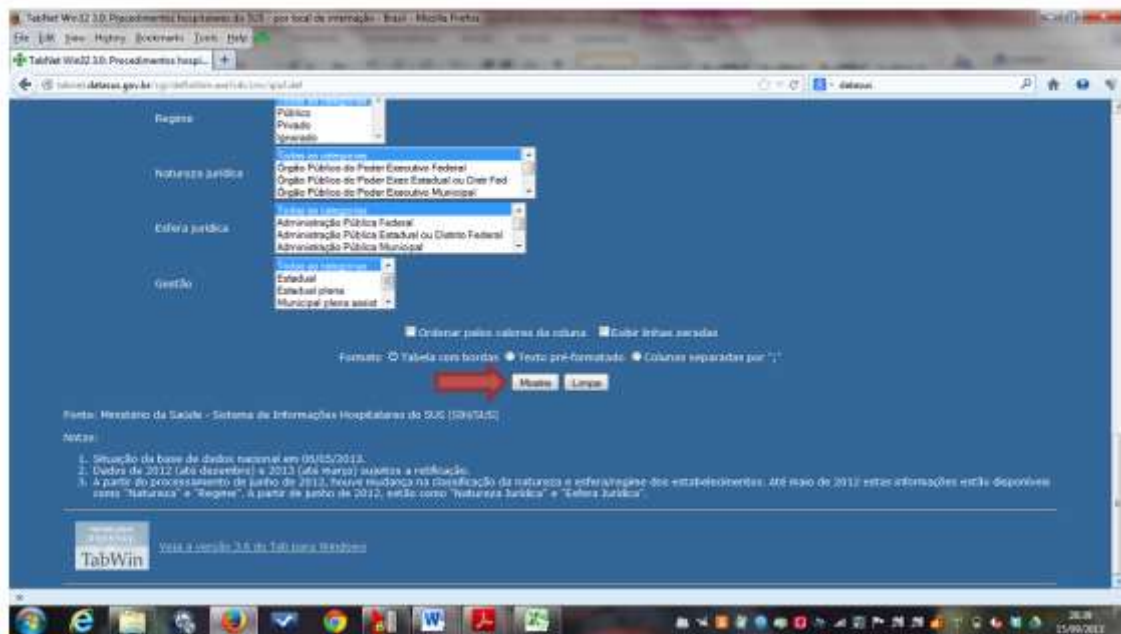 TabNet Win32 3.0: Procedimentos hospitalares do SUS - por local de internação - Brasil - Mozilla Firefox
File Edit View History Bookmarks Tools Help
TabNet Win32 3.0: Procedimentos hospi... +
tabnet.datasus.gov.br datasus
Regime
Público
Privado
Ignorado
Natureza jurídica
Todas as categorias
Órgão Público do Poder Executivo Federal
Órgão Público do Poder Exec Estadual ou Distr Fed
Órgão Público do Poder Executivo Municipal
Esfera jurídica
Todas as categorias
Administração Pública Federal
Administração Pública Estadual ou Distrito Federal
Administração Pública Municipal
Gestão
Todas as categorias
Estadual
Estadual plena
Municipal plena assist
Ordenar pelos valores da coluna Exibir linhas zeradas
Formato Tabela com bordas Texto pré-formatado Colunas separadas por ";"
Mostra Limpa
Fonte: Ministério da Saúde - Sistema de Informações Hospitalares do SUS (SIH/SUS)
Notas:
1. Situação da base de dados nacional em 06/05/2013.
2. Dados de 2012 (até dezembro) e 2013 (até março) sujeitos a retificação.
3. A partir do processamento de junho de 2012, houve mudança na classificação da natureza e esfera/regime dos estabelecimentos. Até maio de 2012 estas informações estão disponíveis
como "Natureza" e "Regime". A partir de junho de 2012, estão como "Natureza Jurídica" e "Esfera Jurídica".
TabWin
Veja a versão 3.6 do Tab para Windows
15/09/2013